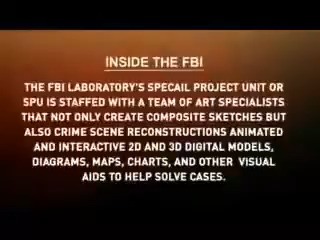 INSIDE THE FBI
THE FBI LABORATORY'S SPECAIL PROJECT UNIT OR
SPU IS STAFFED WITH A TEAM OF ART SPECIALISTS
THAT NOT ONLY CREATE COMPOSITE SKETCHES BUT
ALSO CRIME SCENE RECONSTRUCTIONS ANIMATED
AND INTERACTIVE 2D AND 3D DIGITAL MODELS,
DIAGRAMS, MAPS, CHARTS, AND OTHER VISUAL
AIDS TO HELP SOLVE CASES.